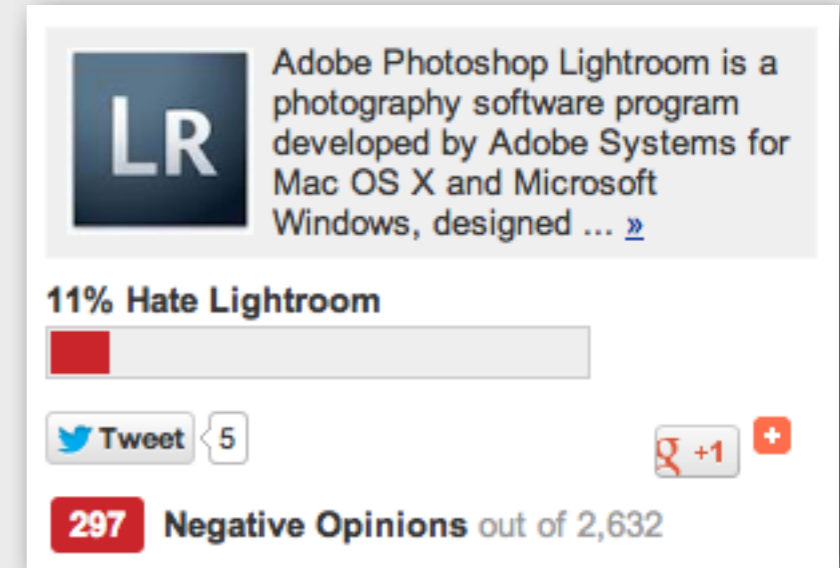 LR
Adobe Photoshop Lightroom is a
photography software program
developed by Adobe Systems for
Mac OS X and Microsoft
Windows, designed ... »
11% Hate Lightroom
Tweet 5
g +1 +
297 Negative Opinions out of 2,632